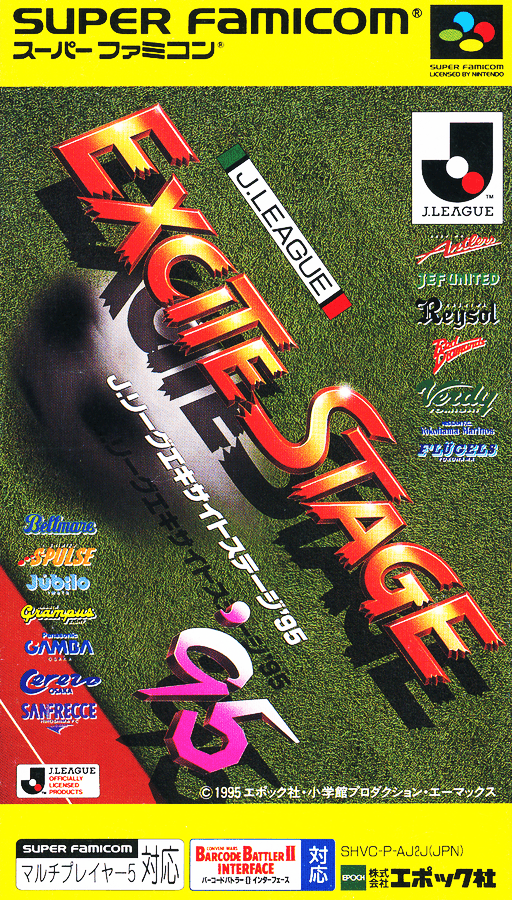 SUPER FAMICOM®
スーパーファミコン®
SUPER FAMICOM
LICENSED BY NINTENDO
EXCITE STAGE
J.LEAGUE
J.リーグエキサイトステージ'95
'95
J
™
J.LEAGUE
Antlers
JEF UNITED
Reysol
Red Diamonds
Verdy
Yokohama Marinos
FLÜGELS
YOKOHAMA
Bellmare
S-PULSE
Júbilo
Grampus
Panasonic
GAMBA
OSAKA
Cerezo
OSAKA
SANFRECCE
J.LEAGUE
OFFICIALLY
LICENSED
PRODUCTS
©1995 エポック社・小学館プロダクション・エーマックス
SUPER FAMICOM
マルチプレイヤー5 対応
BARCODE BATTLER II
INTERFACE
バーコードバトラーII インターフェース
対応
SHVC-P-AJ2J(JPN)
EPOCH 株式会社 エポック社